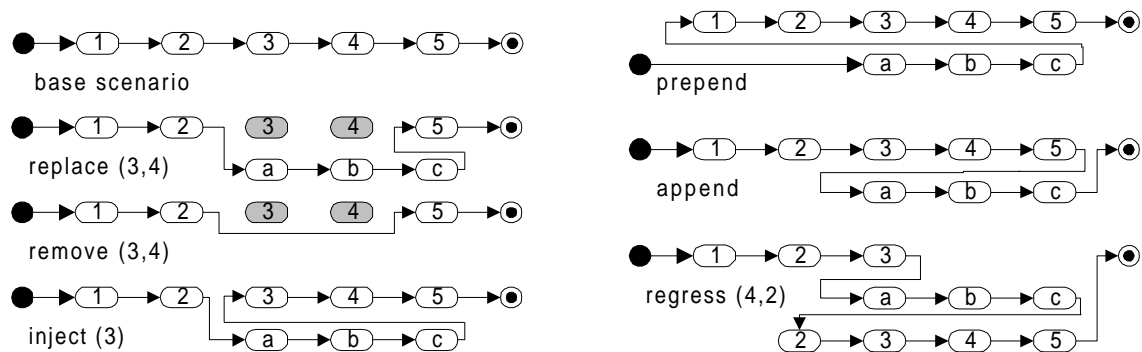 1 2 3 4 5
base scenario
1 2 3 4 5
replace (3,4)
a b c
1 2 3 4 5
remove (3,4)
1 2 3 4 5
inject (3)
a b c
1 2 3 4 5
a b c
prepend
1 2 3 4 5
append
a b c
1 2 3
regress (4,2)
a b c
2 3 4 5